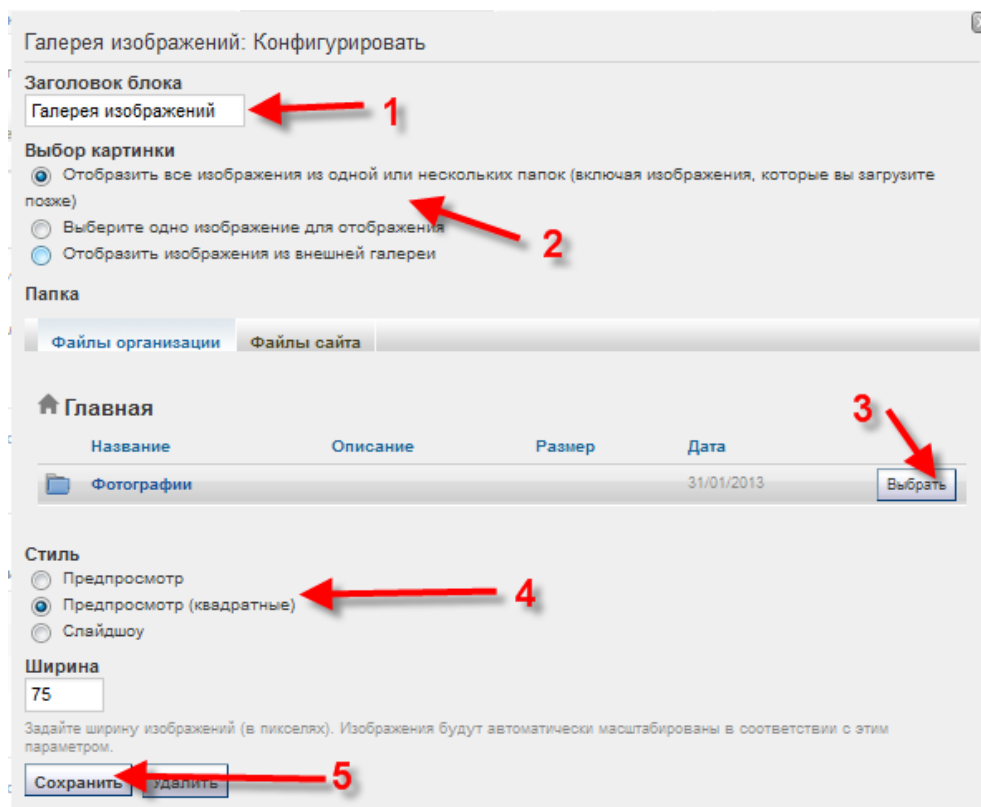 Галерея изображений: Конфигурировать
Заголовок блока
Галерея изображений
1
Выбор картинки
Отобразить все изображения из одной или нескольких папок (включая изображения, которые вы загрузите
позже)
Выберите одно изображение для отображения
2
Отобразить изображения из внешней галереи
Папка
Файлы организации Файлы сайта
Главная
3
Название Описание Размер Дата
Фотографии 31/01/2013 Выбрать
Стиль
Предпросмотр
Предпросмотр (квадратные)
4
Слайдшоу
Ширина
75
Задайте ширину изображений (в пикселях). Изображения будут автоматически масштабированы в соответствии с этим
параметром.
Сохранить Удалить 5